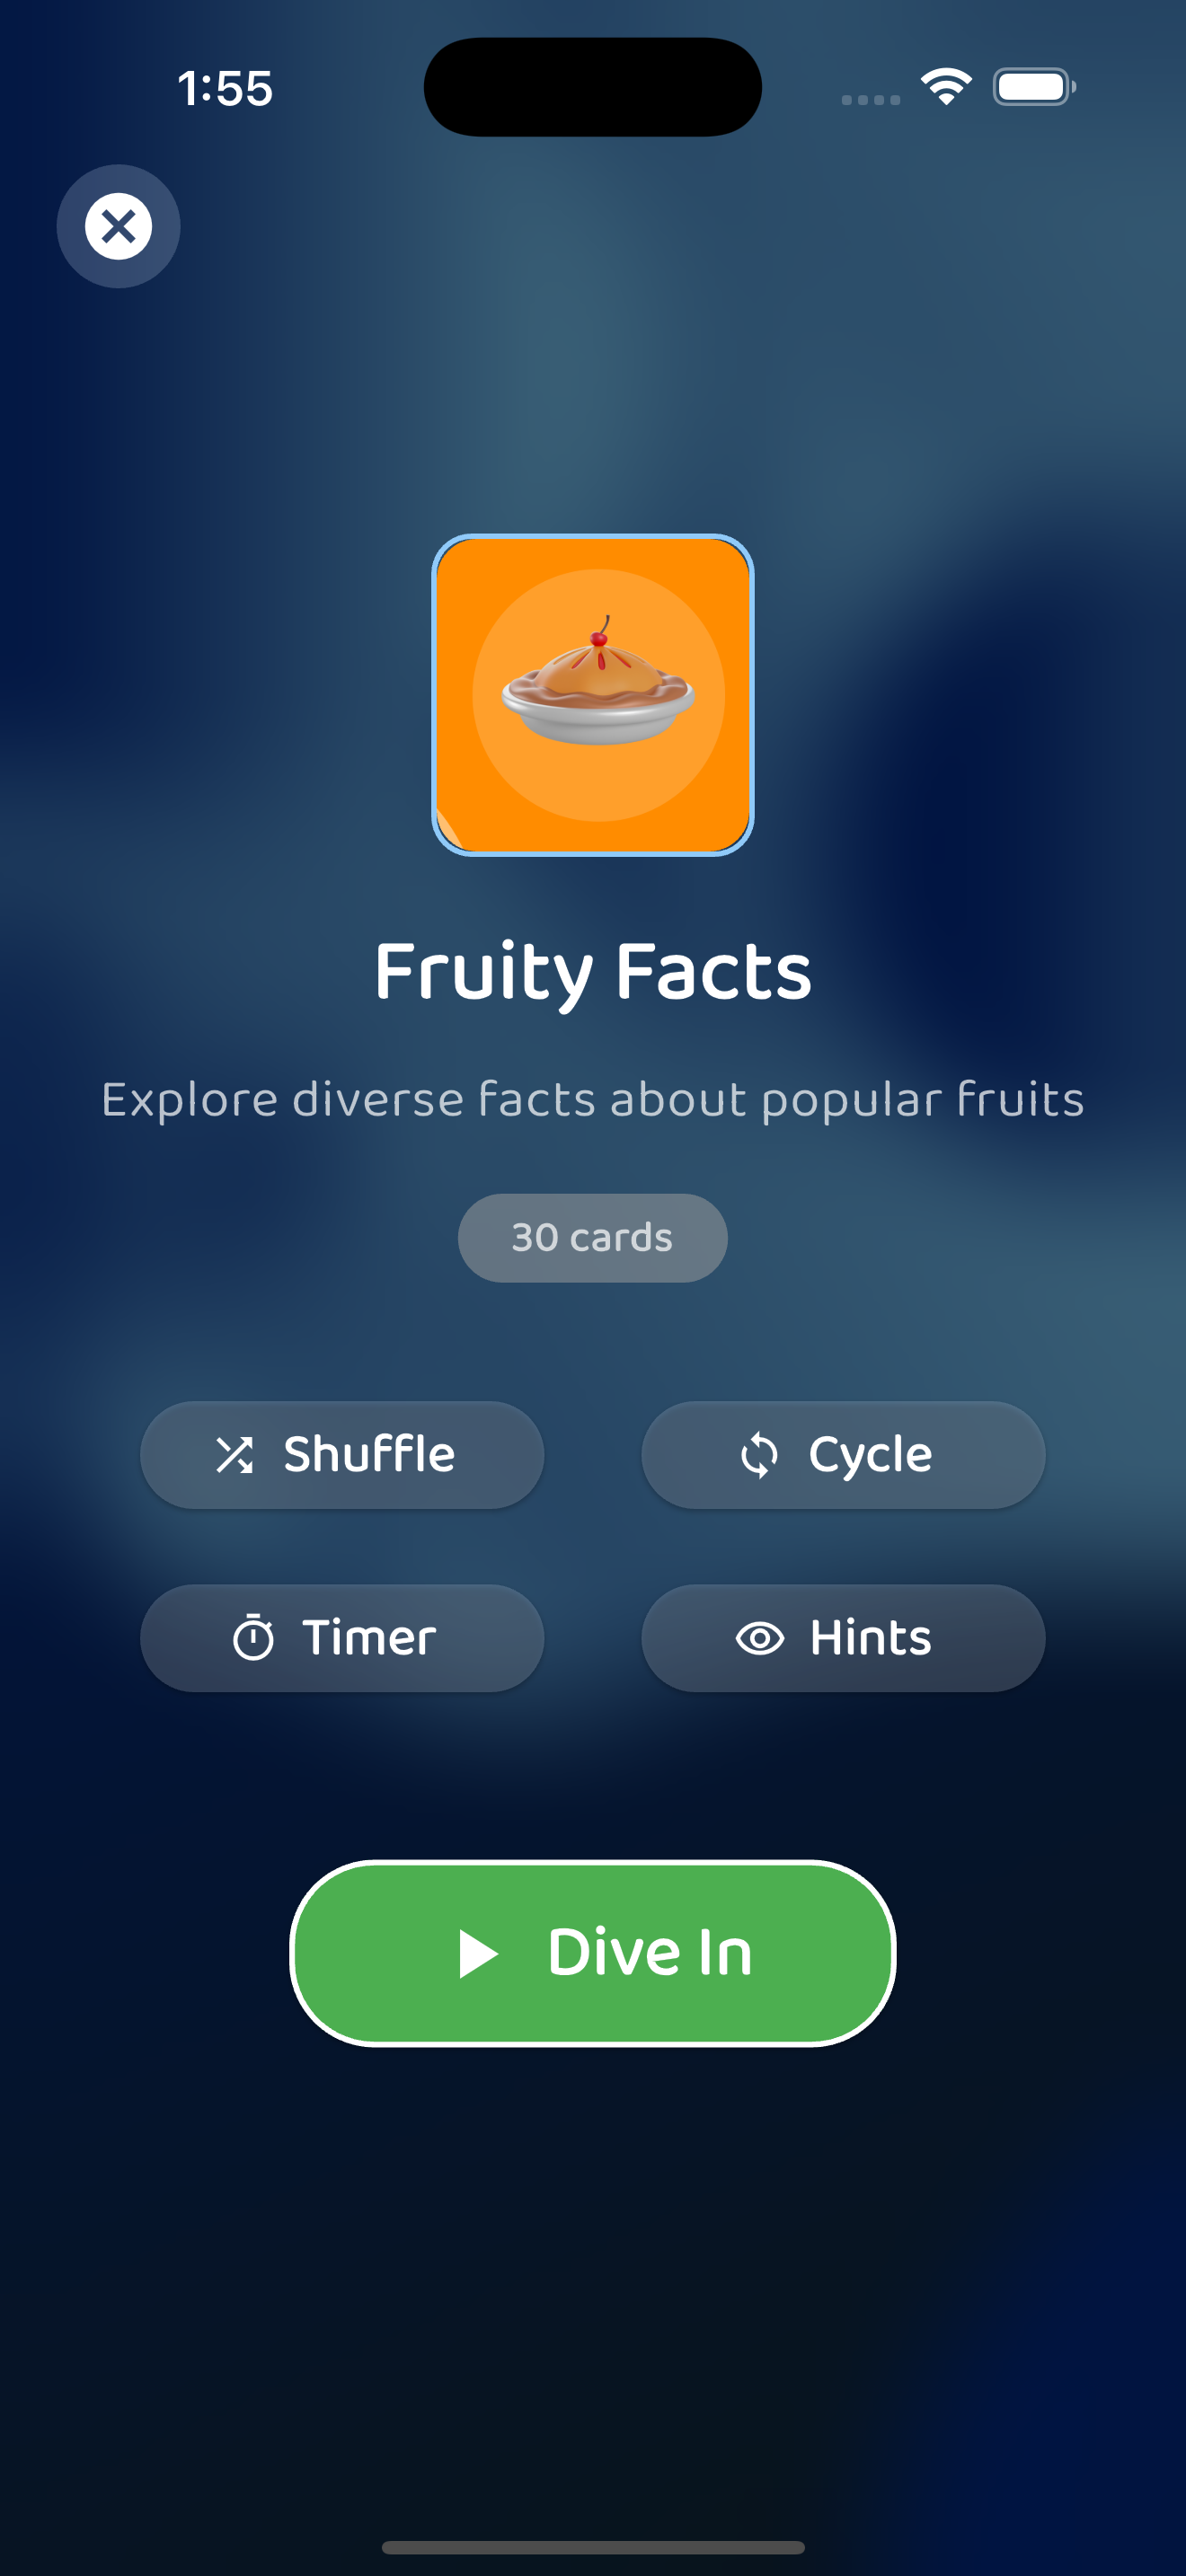 1:55
Fruity Facts
Explore diverse facts about popular fruits
30 cards
Shuffle
Cycle
Timer
Hints
Dive In